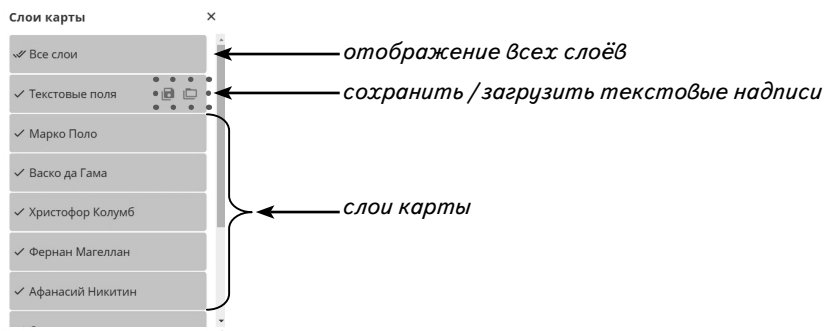 Слои карты
Все слои
отображение всех слоёв
Текстовые поля
сохранить / загрузить текстовые надписи
Марко Поло
Васко да Гама
Христофор Колумб
слои карты
Фернан Магеллан
Афанасий Никитин